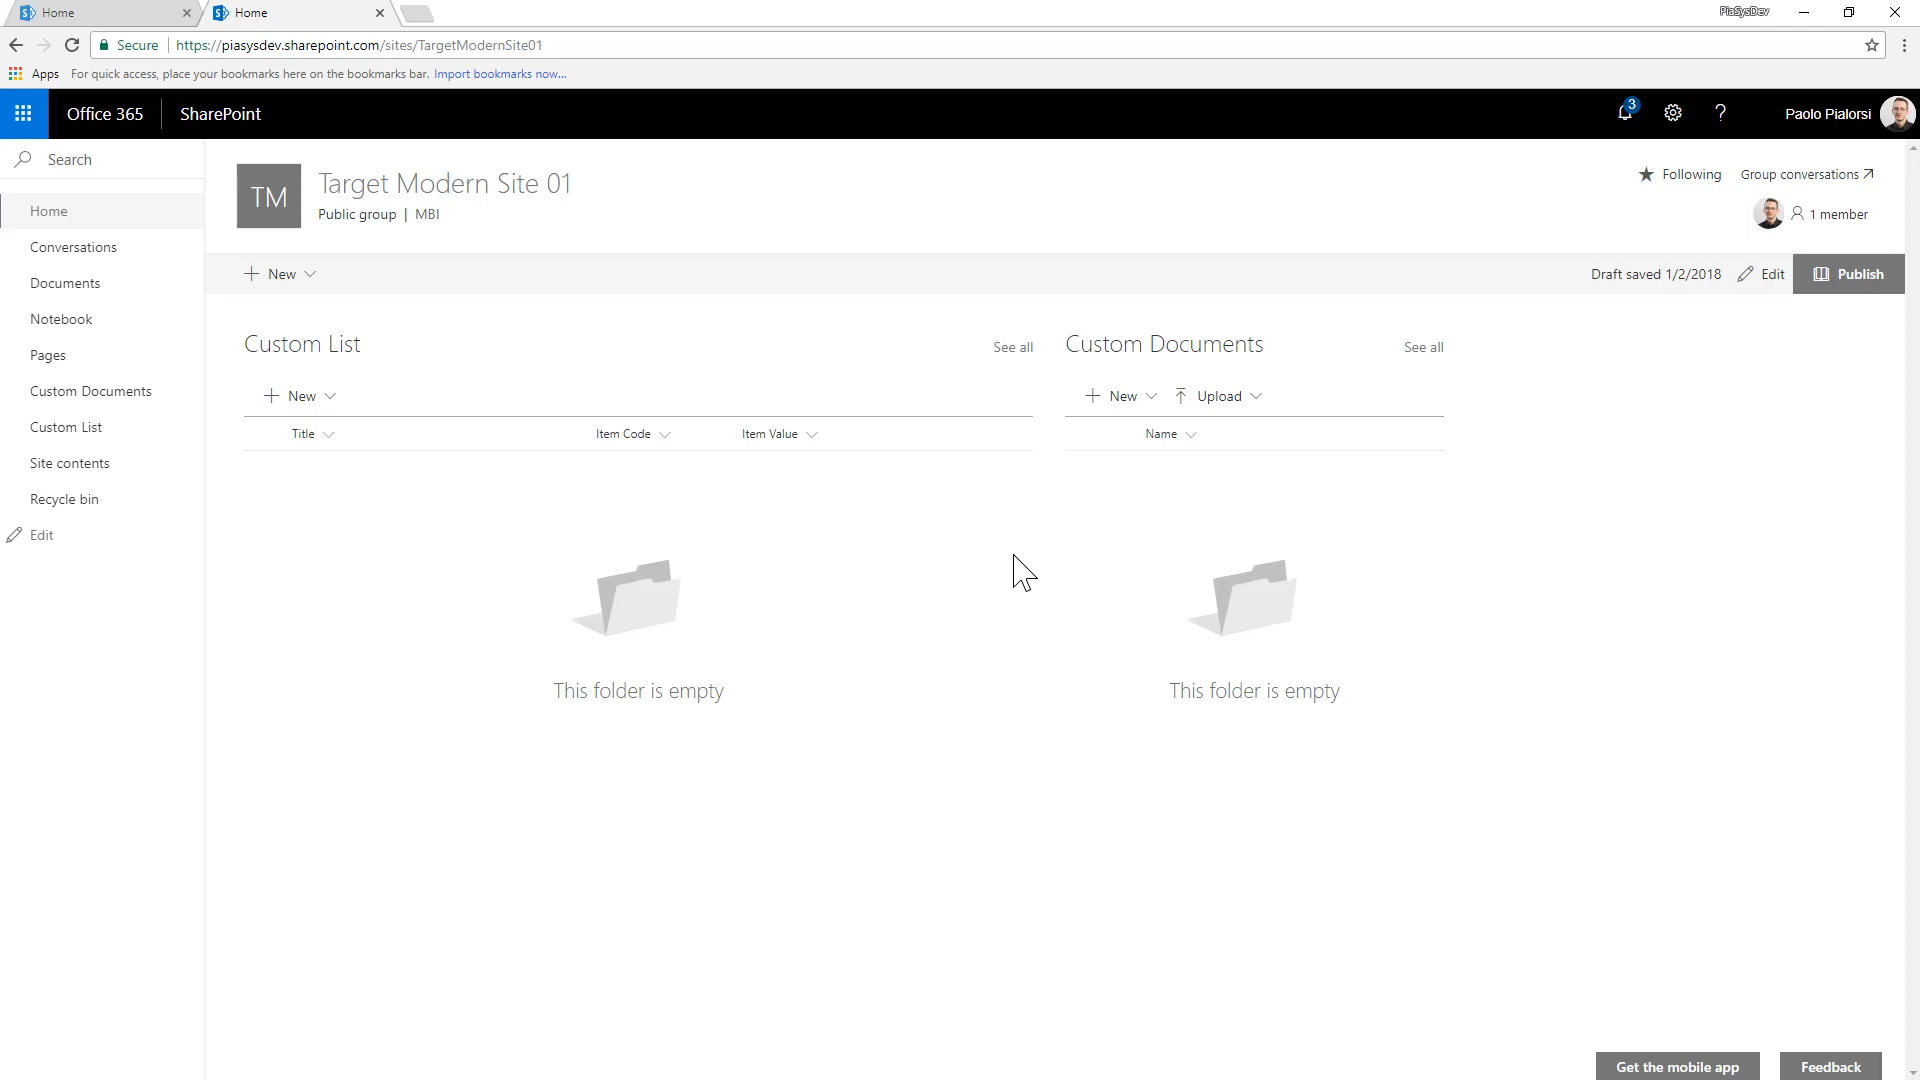 Home
Home
PiaSysDev
Secure
https://piasysdev.sharepoint.com/sites/TargetModernSite01
Apps
For quick access, place your bookmarks here on the bookmarks bar. Import bookmarks now...
Office 365
SharePoint
3
?
Paolo Pialorsi
Search
Home
Conversations
Documents
Notebook
Pages
Custom Documents
Custom List
Site contents
Recycle bin
Edit
TM
Target Modern Site 01
Public group | MBI
Following
Group conversations
1 member
New
Draft saved 1/2/2018
Edit
Publish
Custom List
See all
New
Title
Item Code
Item Value
This folder is empty
Custom Documents
See all
New
Upload
Name
This folder is empty
Get the mobile app
Feedback